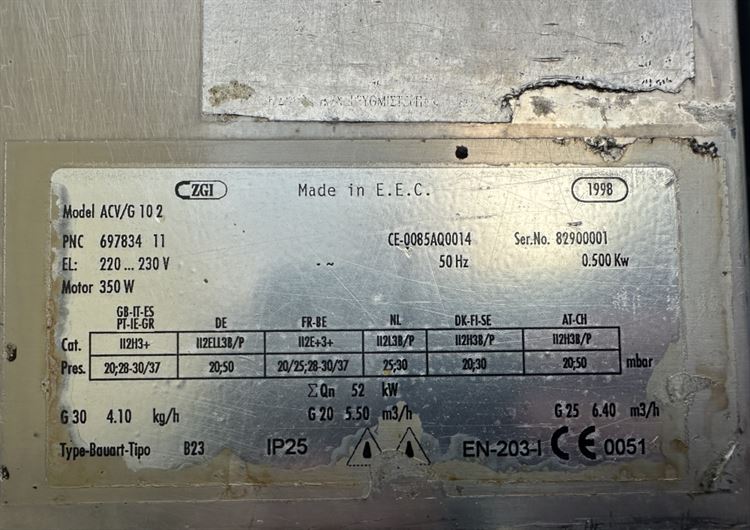 ZGI Made in E.E.C. 1998
Model ACV/G 10 2
PNC 697834 11 CE-0085AQ0014 Ser.No. 82900001
EL: 220 ... 230 V - ~ 50 Hz 0.500 Kw
Motor 350 W
GB-IT-ES
PT-IE-GR DE FR-BE NL DK-FI-SE AT-CH
Cat. II2H3+ II2ELL3B/P II2E+3+ II2L3B/P II2H3B/P II2H3B/P
Pres. 20;28-30/37 20;50 20/25;28-30/37 25;30 20;30 20;50 mbar
ΣQn 52 kW
G 30 4.10 kg/h G 20 5.50 m3/h G 25 6.40 m3/h
Type-Bauart-Tipo B23 IP25 EN-203-I CE 0051